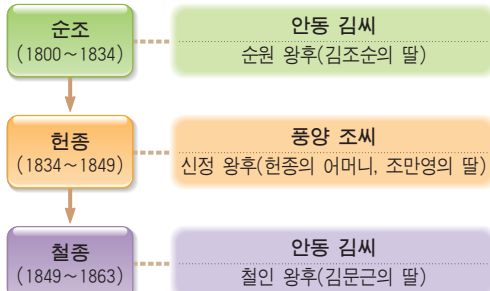 순조
(1800~1834)
안동 김씨
순원 왕후(김조순의 딸)
헌종
(1834~1849)
풍양 조씨
신정 왕후(헌종의 어머니, 조만영의 딸)
철종
(1849~1863)
안동 김씨
철인 왕후(김문근의 딸)